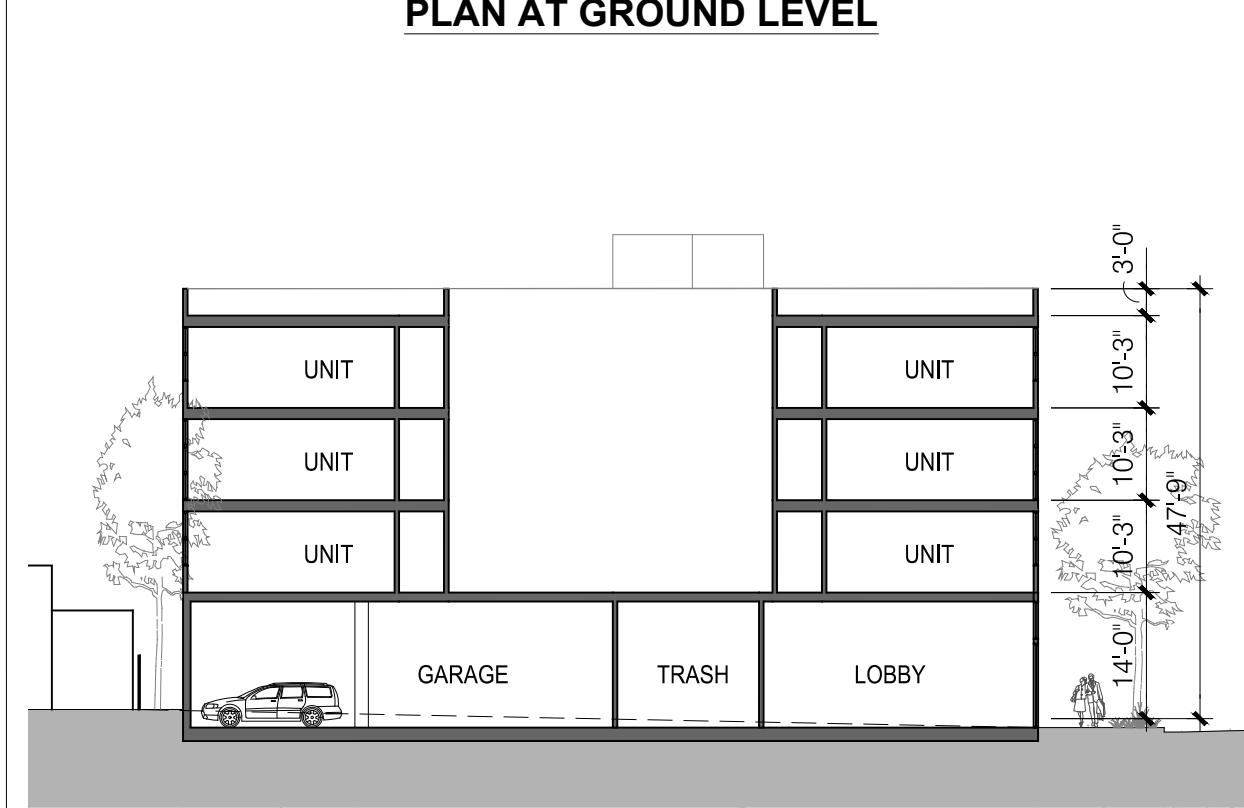 PLAN AT GROUND LEVEL
3'-0"
UNIT
UNIT
10'-3"
UNIT
UNIT
10'-3"
47'-9"
UNIT
UNIT
10'-3"
GARAGE
TRASH
LOBBY
14'-0"